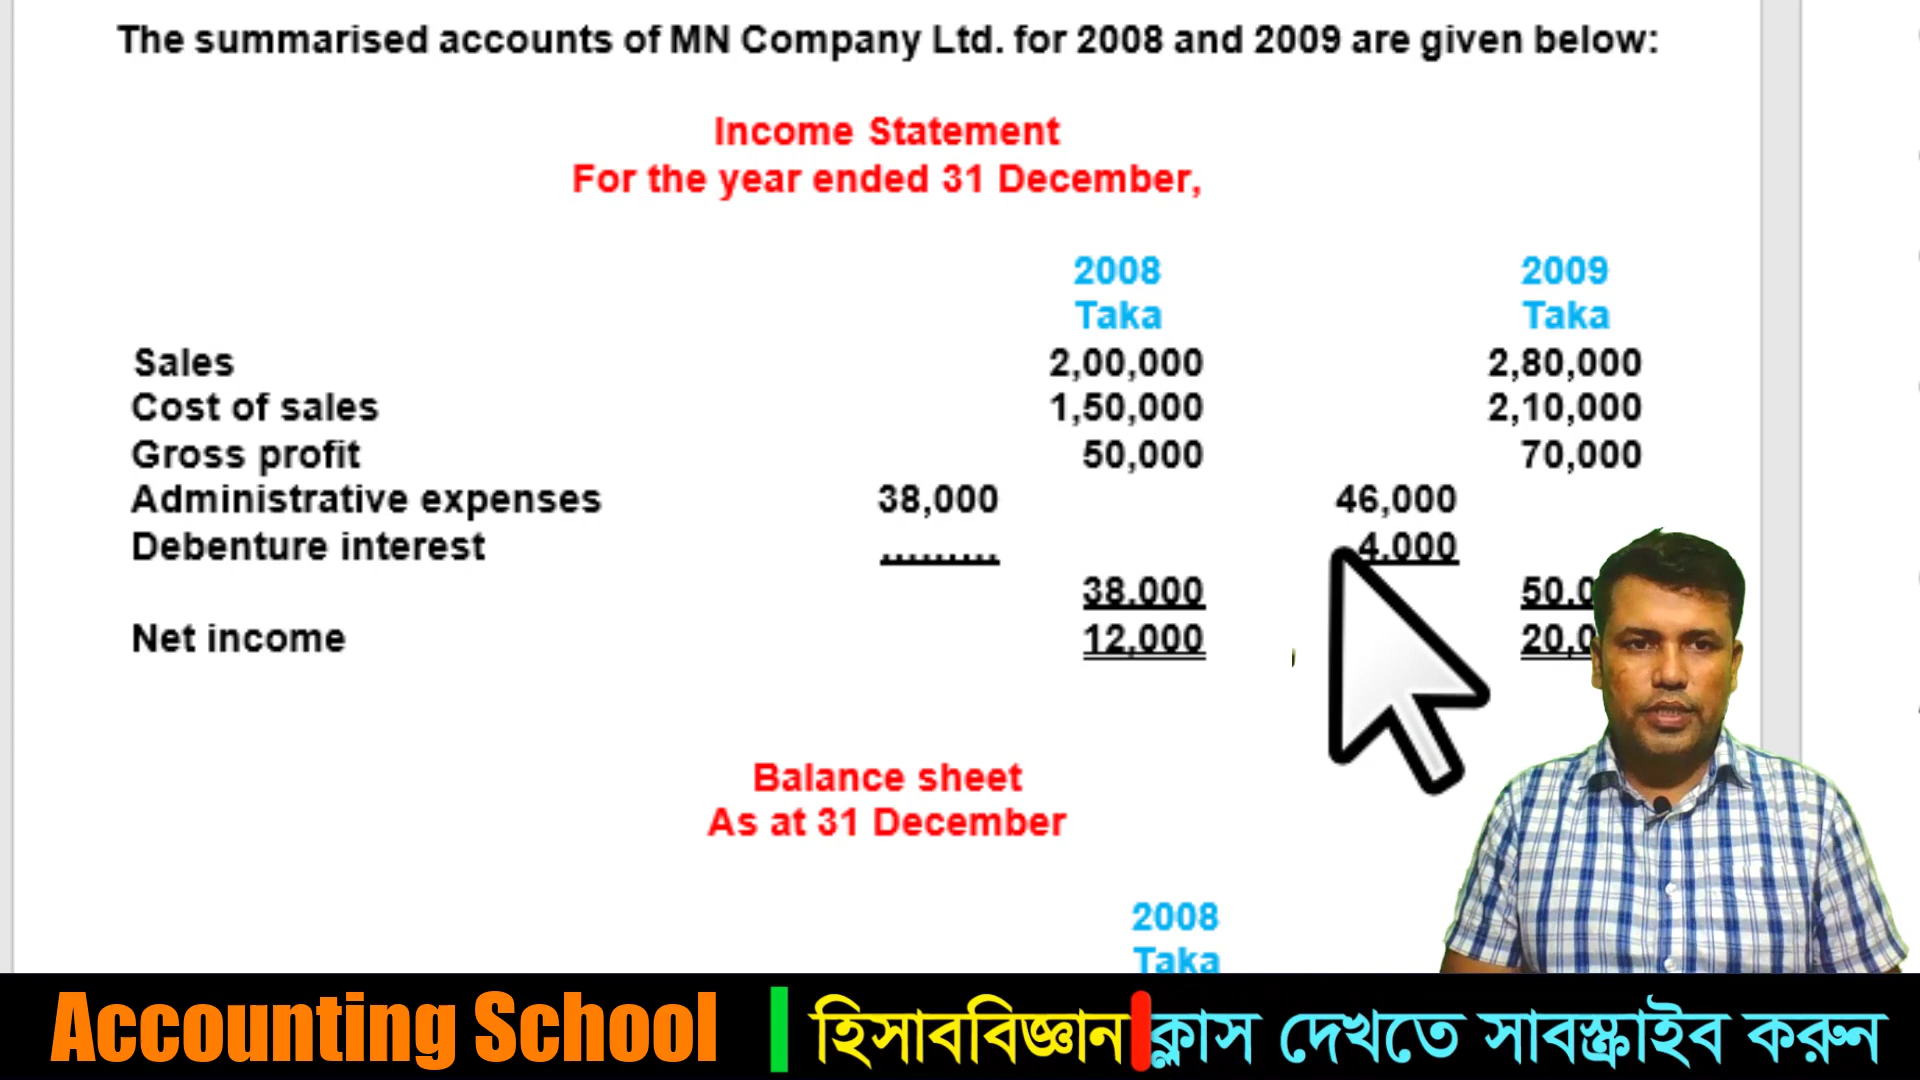 The summarised accounts of MN Company Ltd. for 2008 and 2009 are given below:
Income Statement
For the year ended 31 December,
2008 2009
Taka Taka
Sales 2,00,000 2,80,000
Cost of sales 1,50,000 2,10,000
Gross profit 50,000 70,000
Administrative expenses 38,000 46,000
Debenture interest ......... 4,000
38,000
Net income 12,000
Balance sheet
As at 31 December
2008
Taka
Accounting School হিসাববিজ্ঞান ক্লাস দেখতে সাবস্ক্রাইব করুন